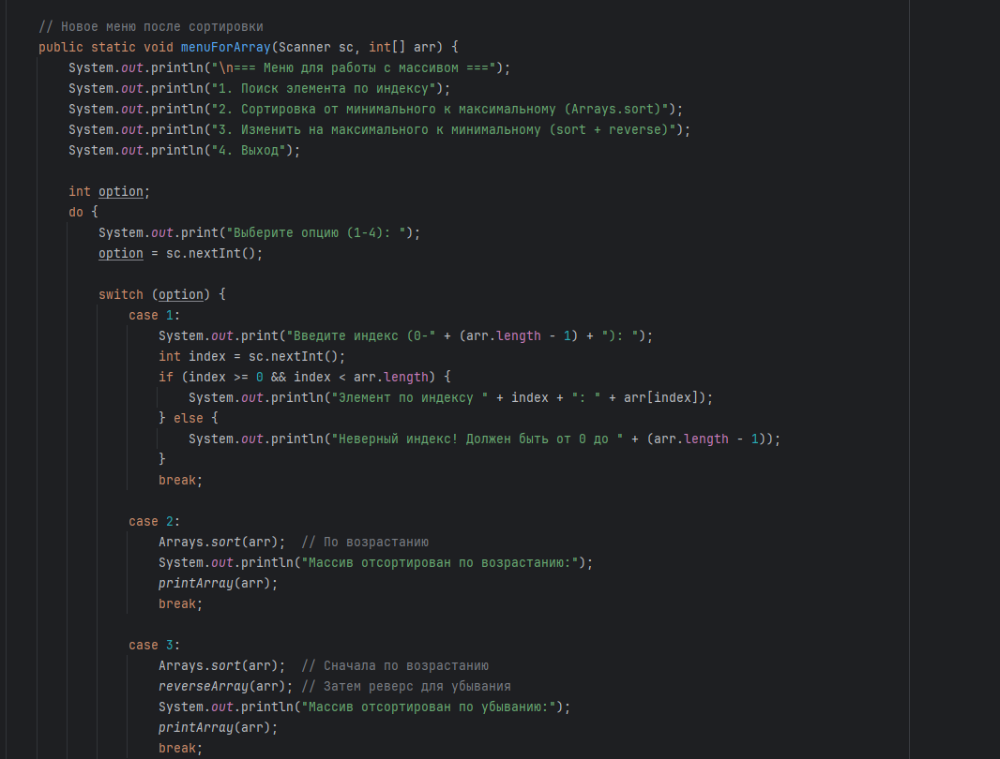 // Новое меню после сортировки
public static void menuForArray(Scanner sc, int[] arr) {
System.out.println("\n=== Меню для работы с массивом ===");
System.out.println("1. Поиск элемента по индексу");
System.out.println("2. Сортировка от минимального к максимальному (Arrays.sort)");
System.out.println("3. Изменить на максимального к минимальному (sort + reverse)");
System.out.println("4. Выход");
int option;
do {
System.out.print("Выберите опцию (1-4): ");
option = sc.nextInt();
switch (option) {
case 1:
System.out.print("Введите индекс (0-" + (arr.length - 1) + "): ");
int index = sc.nextInt();
if (index >= 0 && index < arr.length) {
System.out.println("Элемент по индексу " + index + ": " + arr[index]);
} else {
System.out.println("Неверный индекс! Должен быть от 0 до " + (arr.length - 1));
}
break;
case 2:
Arrays.sort(arr);  // По возрастанию
System.out.println("Массив отсортирован по возрастанию:");
printArray(arr);
break;
case 3:
Arrays.sort(arr);  // Сначала по возрастанию
reverseArray(arr); // Затем реверс для убывания
System.out.println("Массив отсортирован по убыванию:");
printArray(arr);
break;